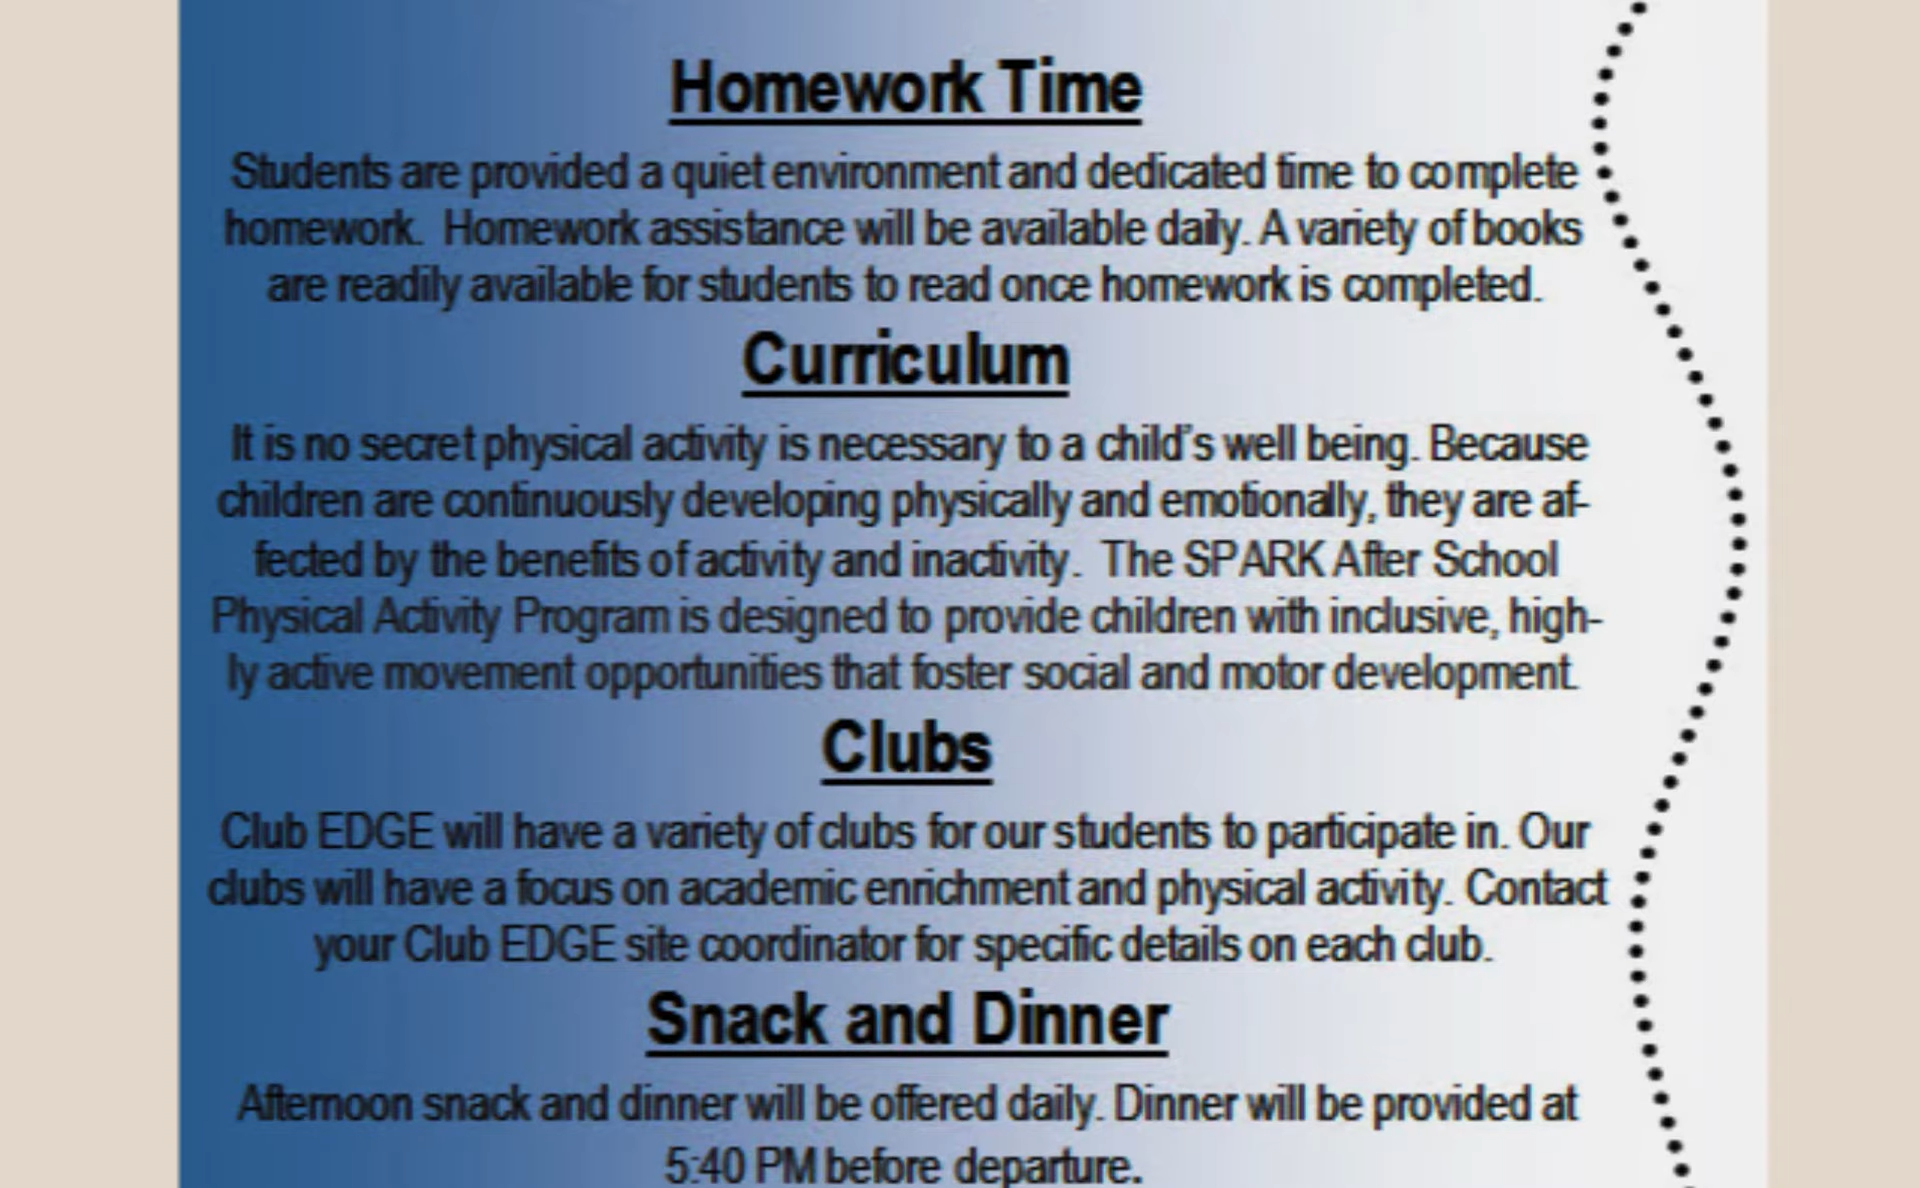 Homework Time
Students are provided a quiet environment and dedicated time to complete
homework.  Homework assistance will be available daily. A variety of books
are readily available for students to read once homework is completed.
Curriculum
It is no secret physical activity is necessary to a child’s well being. Because
children are continuously developing physically and emotionally, they are af-
fected by the benefits of activity and inactivity.  The SPARK After School
Physical Activity Program is designed to provide children with inclusive, high-
ly active movement opportunities that foster social and motor development.
Clubs
Club EDGE will have a variety of clubs for our students to participate in. Our
clubs will have a focus on academic enrichment and physical activity. Contact
your Club EDGE site coordinator for specific details on each club.
Snack and Dinner
Afternoon snack and dinner will be offered daily. Dinner will be provided at
5:40 PM before departure.